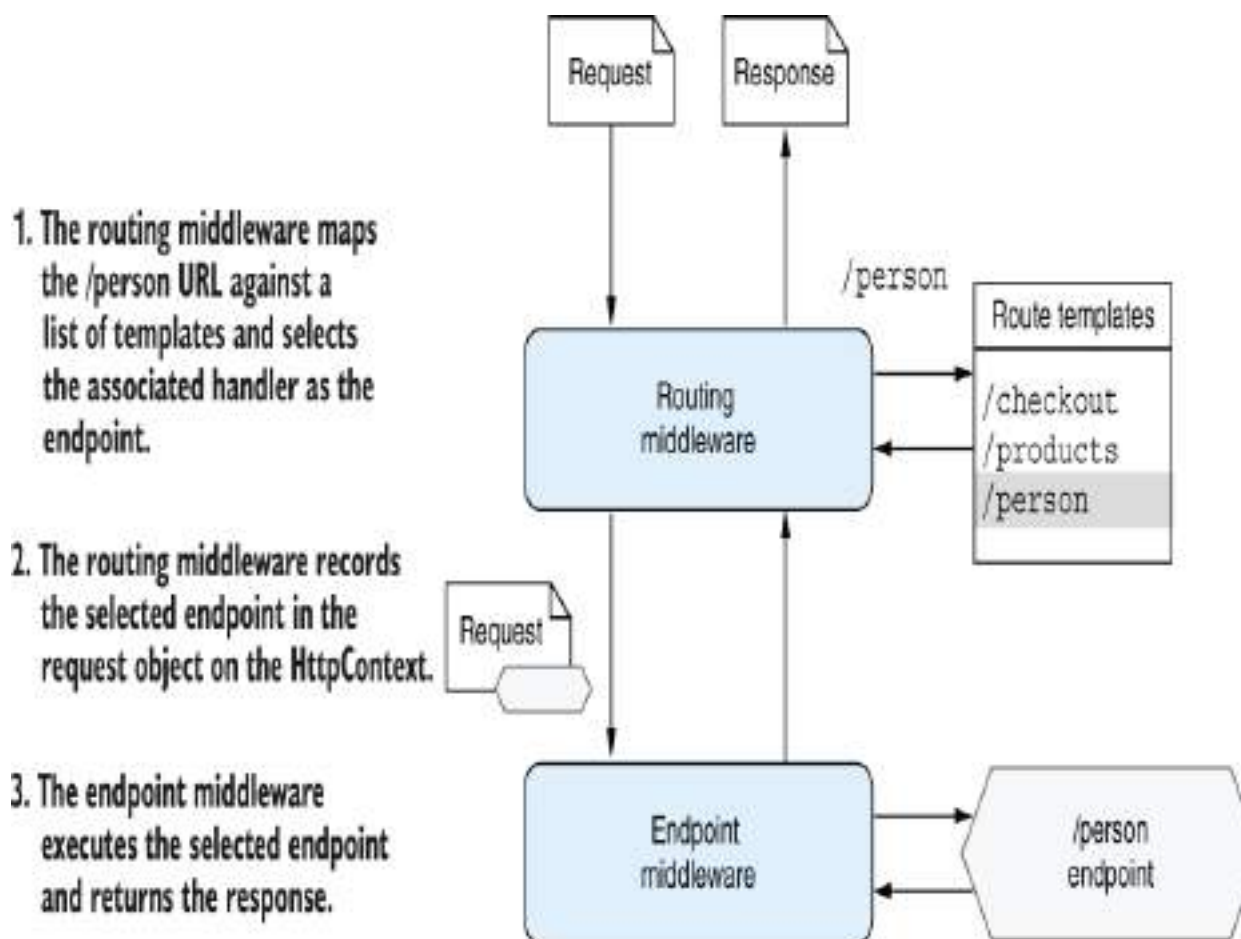 Request
Response
1. The routing middleware maps
the /person URL against a
list of templates and selects
the associated handler as the
endpoint.
/person
Route templates
/checkout
/products
/person
Routing
middleware
2. The routing middleware records
the selected endpoint in the
request object on the HttpContext.
Request
3. The endpoint middleware
executes the selected endpoint
and returns the response.
Endpoint
middleware
/person
endpoint